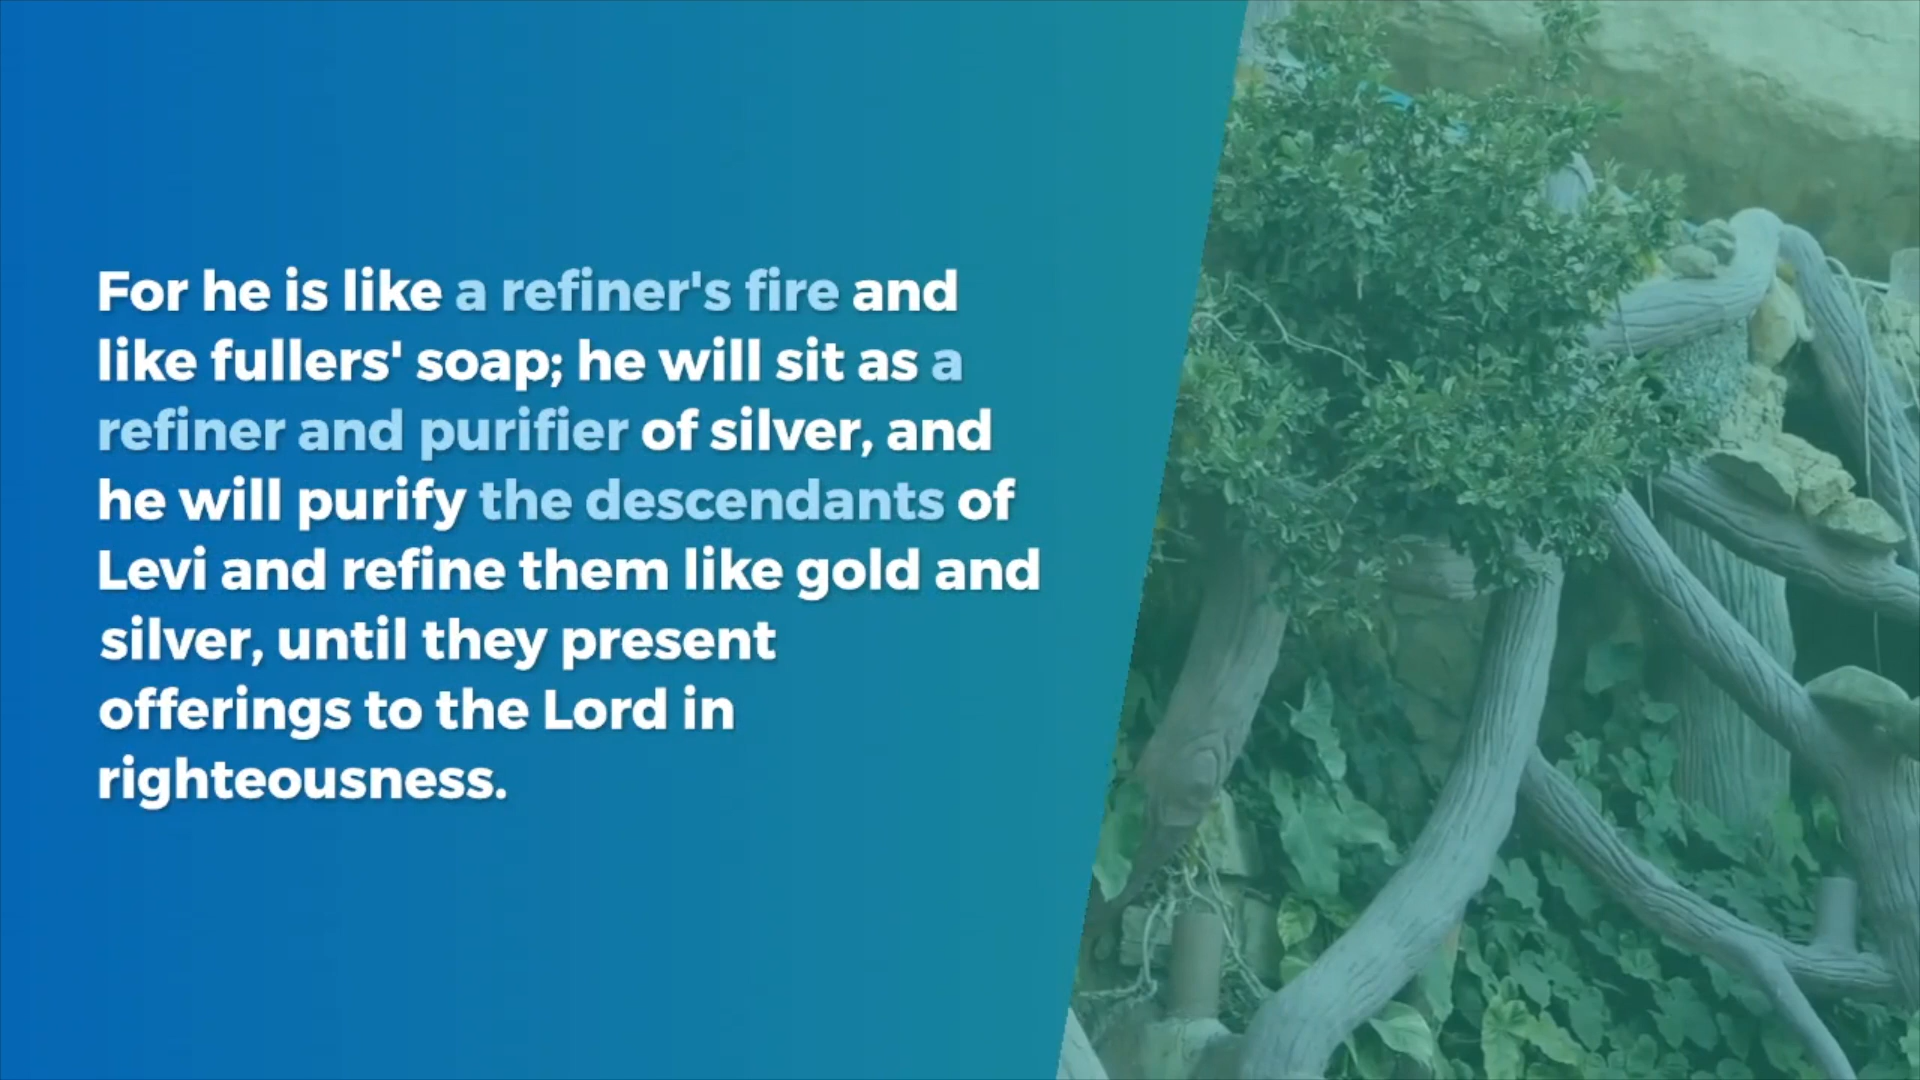 For he is like a refiner's fire and
like fullers' soap; he will sit as a
refiner and purifier of silver, and
he will purify the descendants of
Levi and refine them like gold and
silver, until they present
offerings to the Lord in
righteousness.